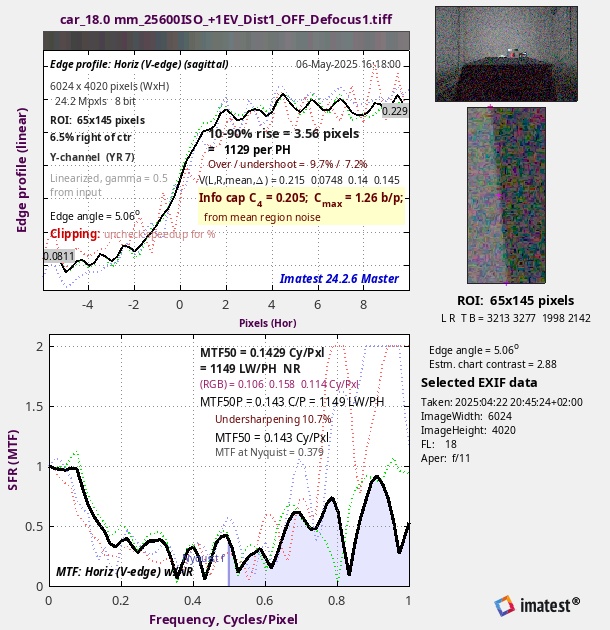 car_18.0 mm_25600ISO_+1EV_Dist1_OFF_Defocus1.tiff
Edge profile: Horiz (V-edge) (sagittal)
06-May-2025 16:18:00
6024 x 4020 pixels (WxH)
24.2 Mpxls 8 bit
ROI: 65x145 pixels
6.5% right of ctr
Y-channel (YR 7)
Linearized, gamma = 0.5
from input
Edge angle = 5.06°
Clipping: uncheck speedup for %
0.0811
0.229
10-90% rise = 3.56 pixels
= 1129 per PH
Over / undershoot = 9.7% / 7.2%
V(L,R,mean,Δ) = 0.215 0.0748 0.14 0.145
Info cap C4 = 0.205; Cmax = 1.26 b/p;
from mean region noise
Imatest 24.2.6 Master
Edge profile (linear)
-4 -2 0 2 4 6 8
Pixels (Hor)
ROI: 65x145 pixels
L R T B = 3213 3277 1998 2142
Edge angle = 5.06°
Estm. chart contrast = 2.88
Selected EXIF data
Taken: 2025:04:22 20:45:24+02:00
ImageWidth: 6024
ImageHeight: 4020
FL: 18
Aper: f/11
MTF50 = 0.1429 Cy/Pxl
= 1149 LW/PH NR
(RGB) = 0.106 0.158 0.114 Cy/Pxl
MTF50P = 0.143 C/P = 1149 LW/PH
Undersharpening 10.7%
MTF50 = 0.143 Cy/Pxl
MTF at Nyquist = 0.379
SFR (MTF)
2
1.5
1
0.5
0
Nyquist f
MTF: Horiz (V-edge) w/NR
0 0.2 0.4 0.6 0.8 1
Frequency, Cycles/Pixel
imatest®